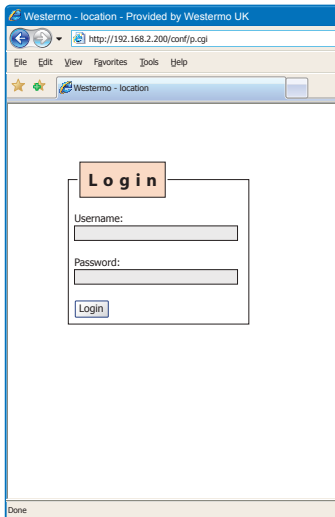 Westermo - location - Provided by Westermo UK
http://192.168.2.200/conf/p.cgi
File Edit View Favorites Tools Help
Westermo - location
Login
Username:
Password:
Login
Done